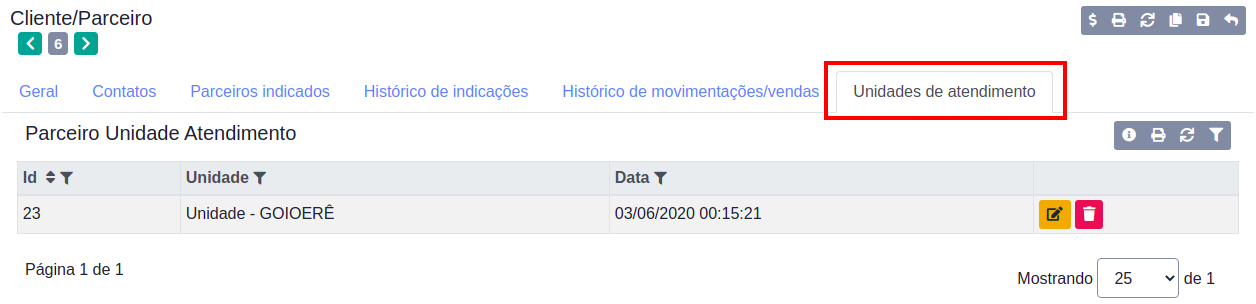 Cliente/Parceiro
6
Geral Contatos Parceiros indicados Histórico de indicações Histórico de movimentações/vendas Unidades de atendimento
Parceiro Unidade Atendimento
Id Unidade Data
23 Unidade - GOIOERÊ 03/06/2020 00:15:21
Página 1 de 1
Mostrando 25 de 1